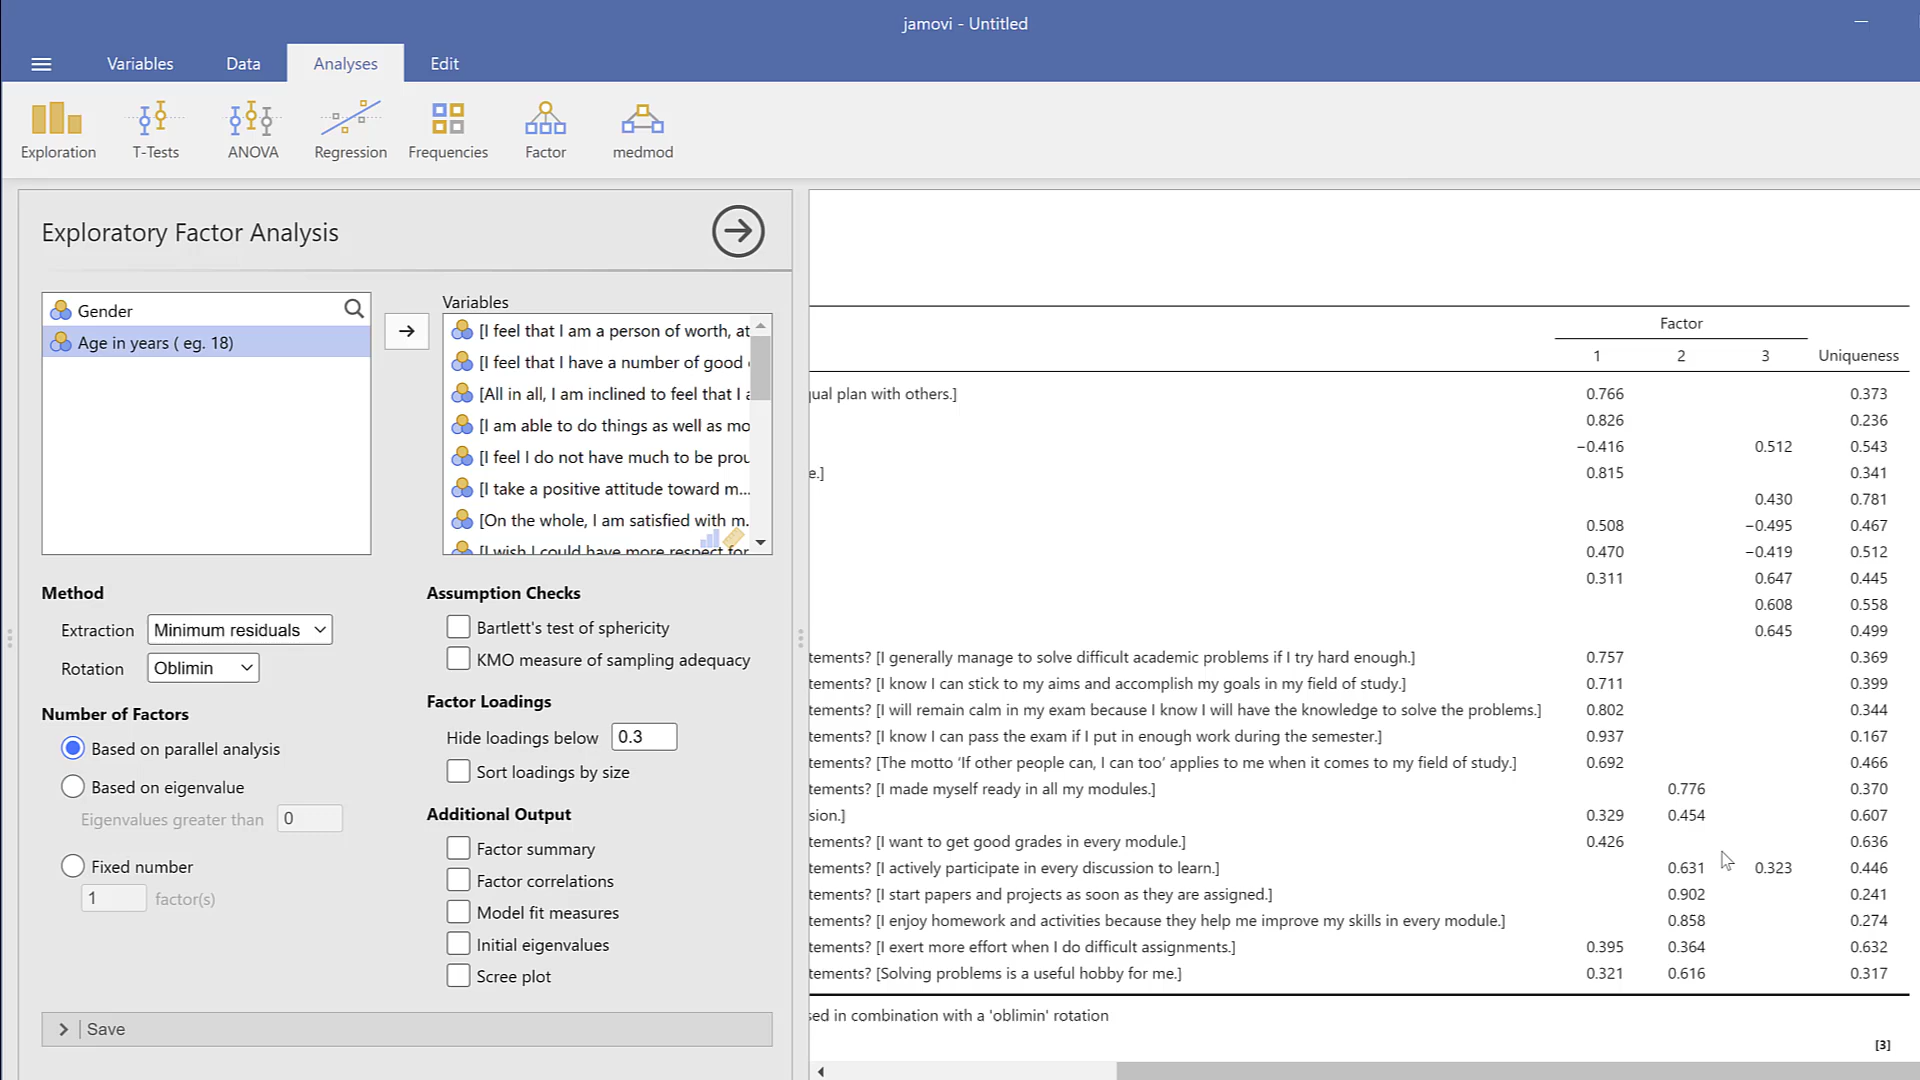 jamovi - Untitled
Variables Data Analyses Edit
Exploration T-Tests ANOVA Regression Frequencies Factor medmod
Exploratory Factor Analysis
Gender
Age in years ( eg. 18)
Variables
[I feel that I am a person of worth, at
[I feel that I have a number of good
[All in all, I am inclined to feel that I a
[I am able to do things as well as mo
[I feel I do not have much to be prou
[I take a positive attitude toward m...
[On the whole, I am satisfied with m.
[I wish I could have more respect for
Method
Extraction Minimum residuals
Rotation Oblimin
Number of Factors
Based on parallel analysis
Based on eigenvalue
Eigenvalues greater than 0
Fixed number
1 factor(s)
Assumption Checks
Bartlett's test of sphericity
KMO measure of sampling adequacy
Factor Loadings
Hide loadings below 0.3
Sort loadings by size
Additional Output
Factor summary
Factor correlations
Model fit measures
Initial eigenvalues
Scree plot
Save
Factor
1 2 3 Uniqueness
qual plan with others.] 0.766 0.373
0.826 0.236
−0.416 0.512 0.543
e.] 0.815 0.341
0.430 0.781
0.508 −0.495 0.467
0.470 −0.419 0.512
0.311 0.647 0.445
0.608 0.558
0.645 0.499
tements? [I generally manage to solve difficult academic problems if I try hard enough.] 0.757 0.369
tements? [I know I can stick to my aims and accomplish my goals in my field of study.] 0.711 0.399
tements? [I will remain calm in my exam because I know I will have the knowledge to solve the problems.] 0.802 0.344
tements? [I know I can pass the exam if I put in enough work during the semester.] 0.937 0.167
tements? [The motto ‘If other people can, I can too’ applies to me when it comes to my field of study.] 0.692 0.466
tements? [I made myself ready in all my modules.] 0.776 0.370
sion.] 0.329 0.454 0.607
tements? [I want to get good grades in every module.] 0.426 0.636
tements? [I actively participate in every discussion to learn.] 0.631 0.323 0.446
tements? [I start papers and projects as soon as they are assigned.] 0.902 0.241
tements? [I enjoy homework and activities because they help me improve my skills in every module.] 0.858 0.274
tements? [I exert more effort when I do difficult assignments.] 0.395 0.364 0.632
tements? [Solving problems is a useful hobby for me.] 0.321 0.616 0.317
sed in combination with a 'oblimin' rotation
[3]